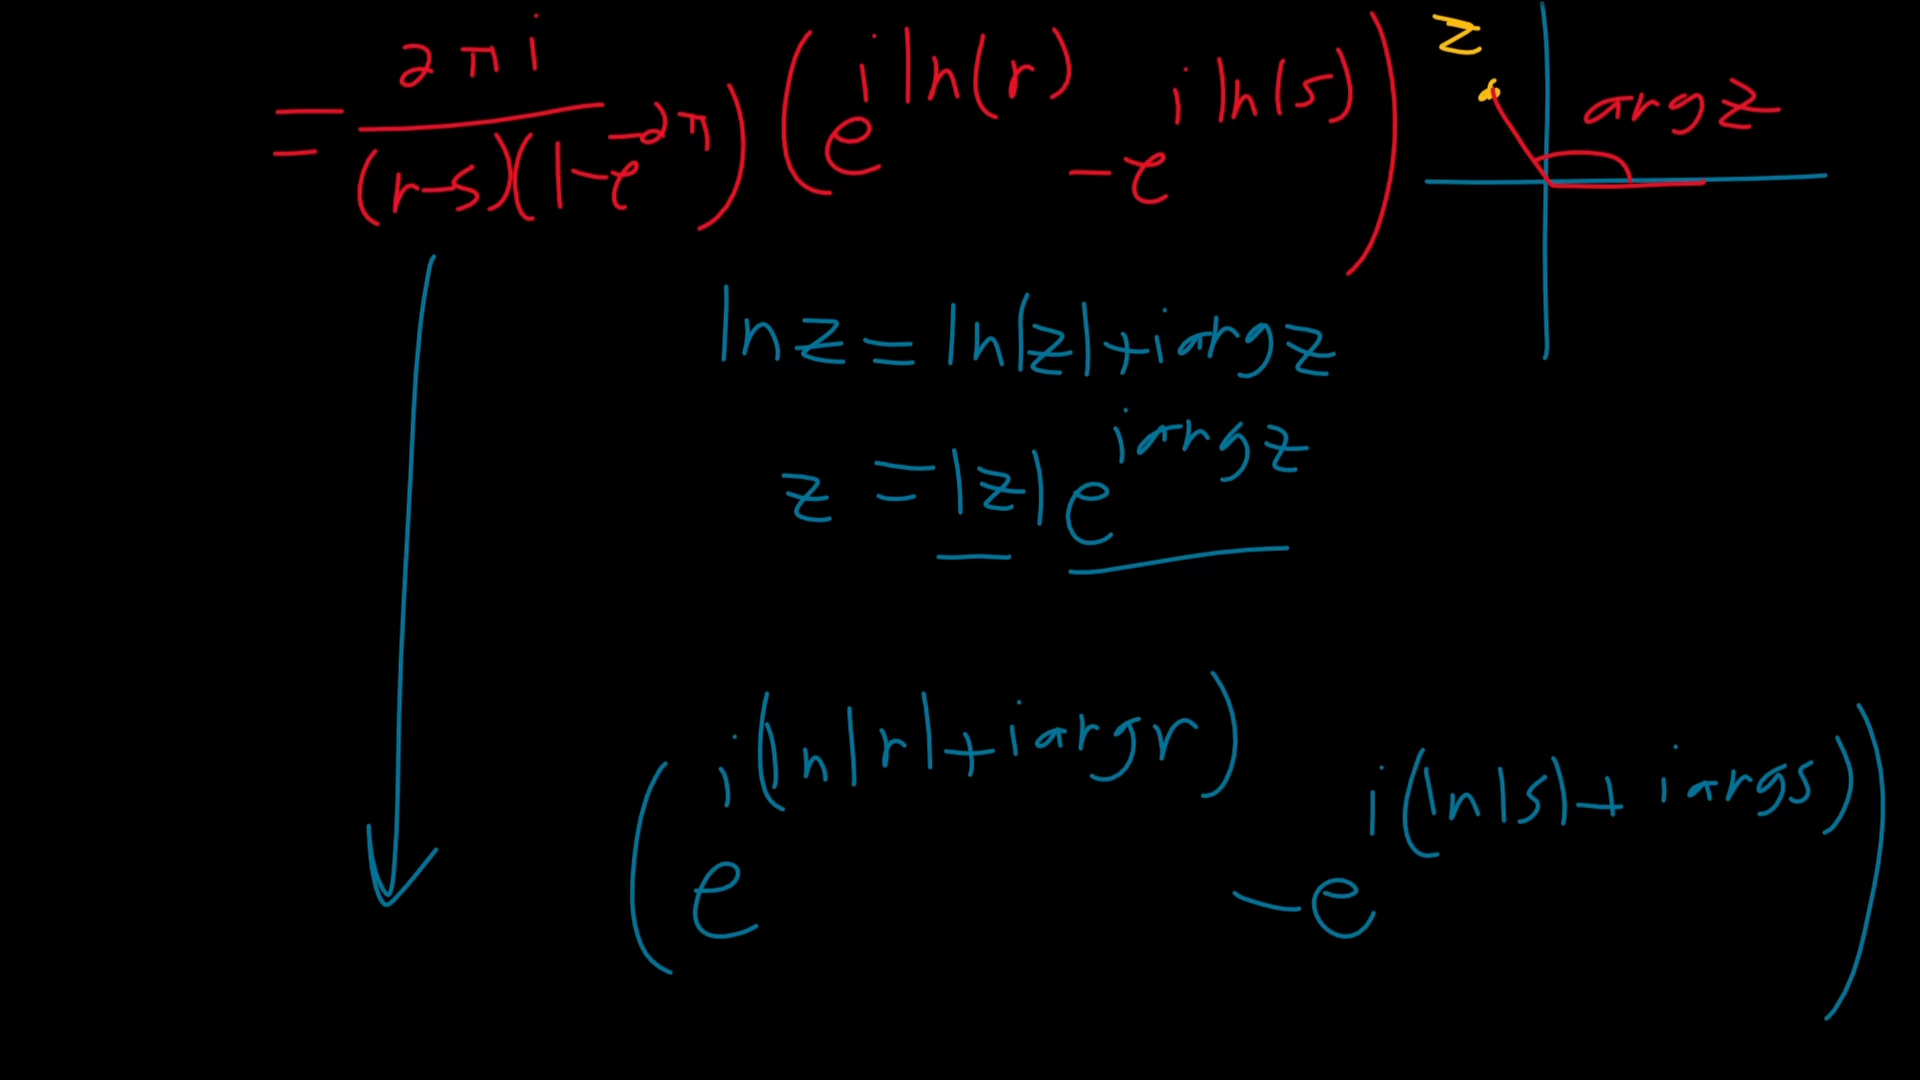 = 2πi / (r-s)(1-e^{-2π}) (e^{i ln(r)} - e^{i ln(s)})
z
arg z
ln z = ln|z| + i arg z
z = |z| e^{i arg z}
(e^{i(ln|r| + i arg r)} - e^{i(ln|s| + i arg s)})